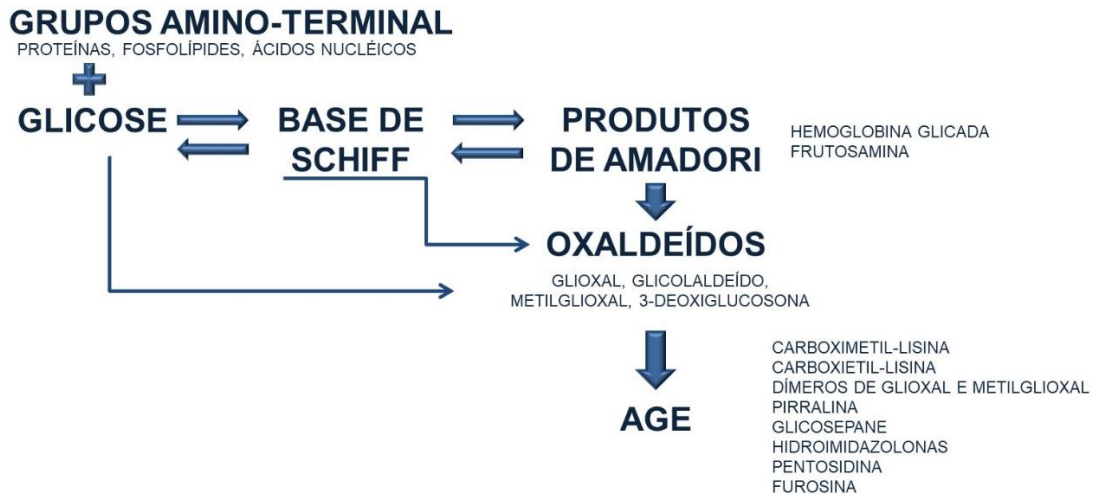 GRUPOS AMINO-TERMINAL
PROTEÍNAS, FOSFOLÍPIDES, ÁCIDOS NUCLÉICOS
GLICOSE
BASE DE
SCHIFF
PRODUTOS
DE AMADORI
HEMOGLOBINA GLICADA
FRUTOSAMINA
OXALDEÍDOS
GLIOXAL, GLICOLALDEÍDO,
METILGLIOXAL, 3-DEOXIGLUCOSONA
AGE
CARBOXIMETIL-LISINA
CARBOXIETIL-LISINA
DÍMEROS DE GLIOXAL E METILGLIOXAL
PIRRALINA
GLICOSEPANE
HIDROIMIDAZOLONAS
PENTOSIDINA
FUROSINA